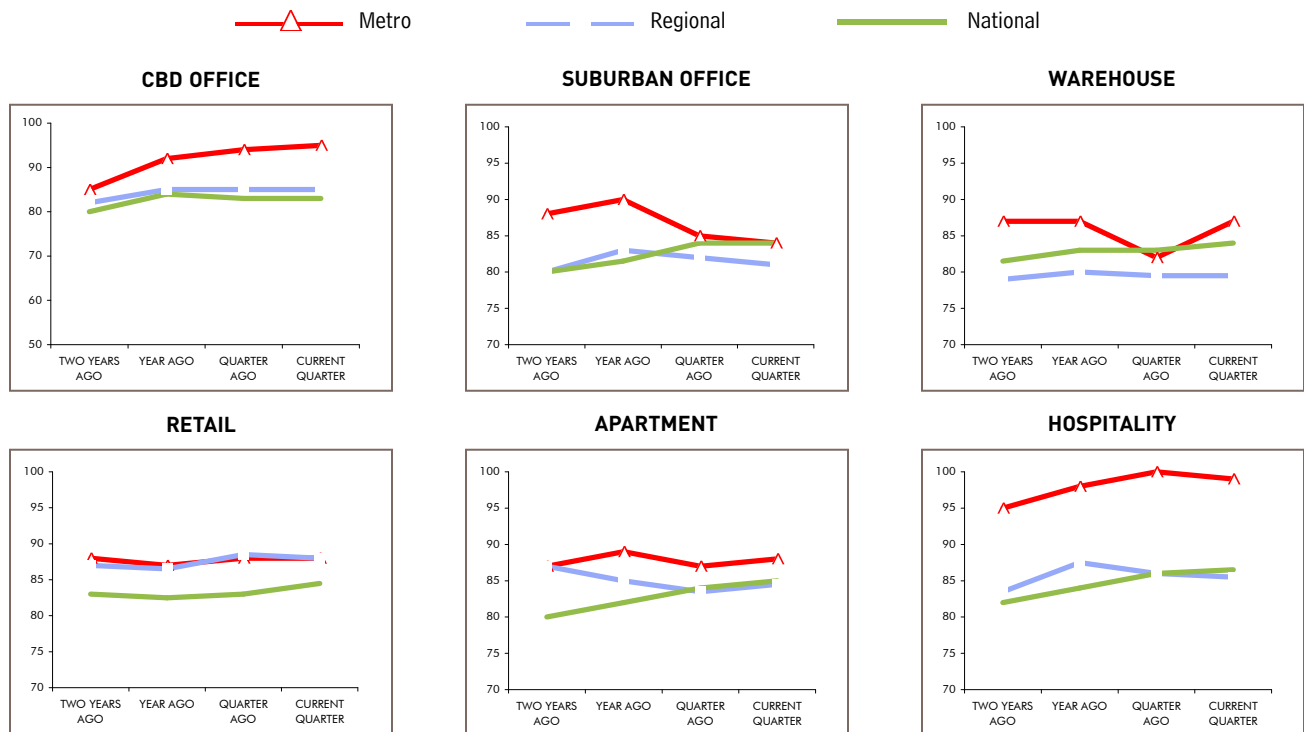 Metro Regional National
CBD OFFICE
100
90
80
70
60
50
TWO YEARS AGO
YEAR AGO
QUARTER AGO
CURRENT QUARTER
SUBURBAN OFFICE
100
95
90
85
80
75
70
TWO YEARS AGO
YEAR AGO
QUARTER AGO
CURRENT QUARTER
WAREHOUSE
100
95
90
85
80
75
70
TWO YEARS AGO
YEAR AGO
QUARTER AGO
CURRENT QUARTER
RETAIL
100
95
90
85
80
75
70
TWO YEARS AGO
YEAR AGO
QUARTER AGO
CURRENT QUARTER
APARTMENT
100
95
90
85
80
75
70
TWO YEARS AGO
YEAR AGO
QUARTER AGO
CURRENT QUARTER
HOSPITALITY
100
95
90
85
80
75
70
TWO YEARS AGO
YEAR AGO
QUARTER AGO
CURRENT QUARTER